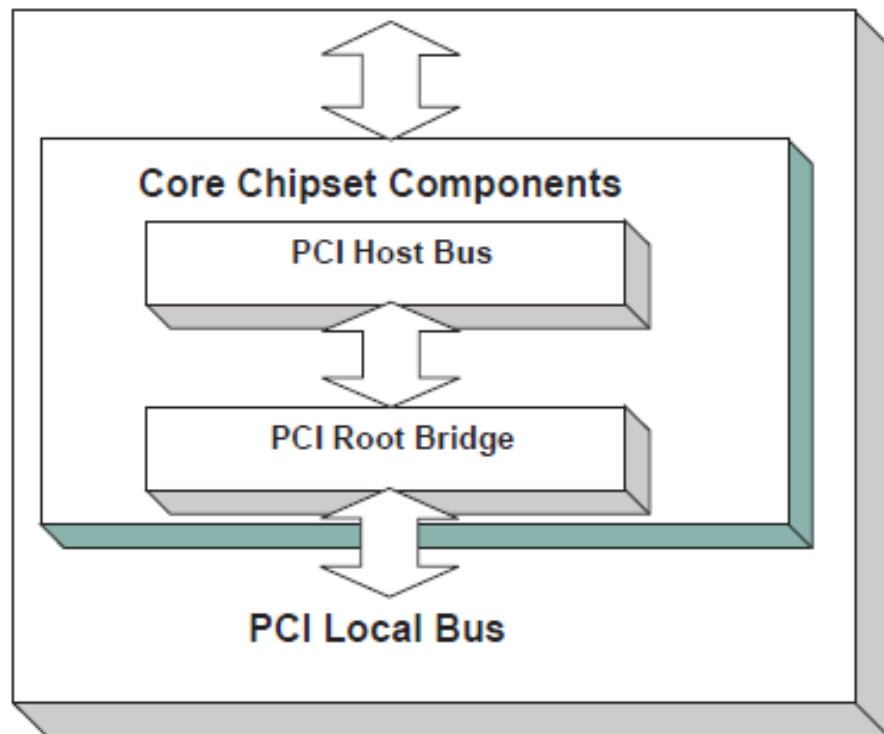 Core Chipset Components
PCI Host Bus
PCI Root Bridge
PCI Local Bus